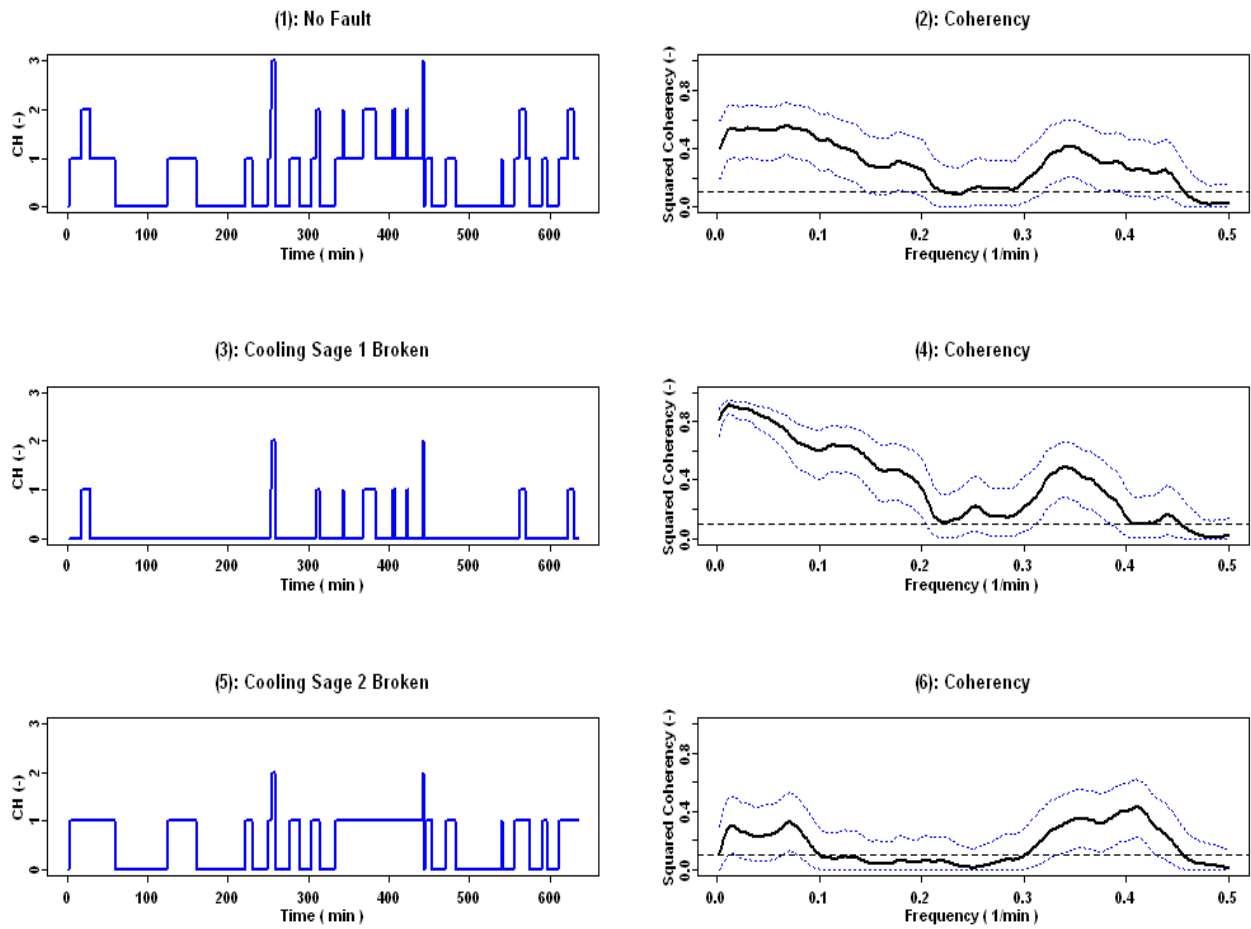 (1): No Fault
CH (-)
3
2
1
0
0 100 200 300 400 500 600
Time ( min )
(2): Coherency
Squared Coherency (-)
0.8
0.4
0.0
0.0 0.1 0.2 0.3 0.4 0.5
Frequency ( 1/min )
(3): Cooling Sage 1 Broken
CH (-)
3
2
1
0
0 100 200 300 400 500 600
Time ( min )
(4): Coherency
Squared Coherency (-)
0.8
0.4
0.0
0.0 0.1 0.2 0.3 0.4 0.5
Frequency ( 1/min )
(5): Cooling Sage 2 Broken
CH (-)
3
2
1
0
0 100 200 300 400 500 600
Time ( min )
(6): Coherency
Squared Coherency (-)
0.8
0.4
0.0
0.0 0.1 0.2 0.3 0.4 0.5
Frequency ( 1/min )